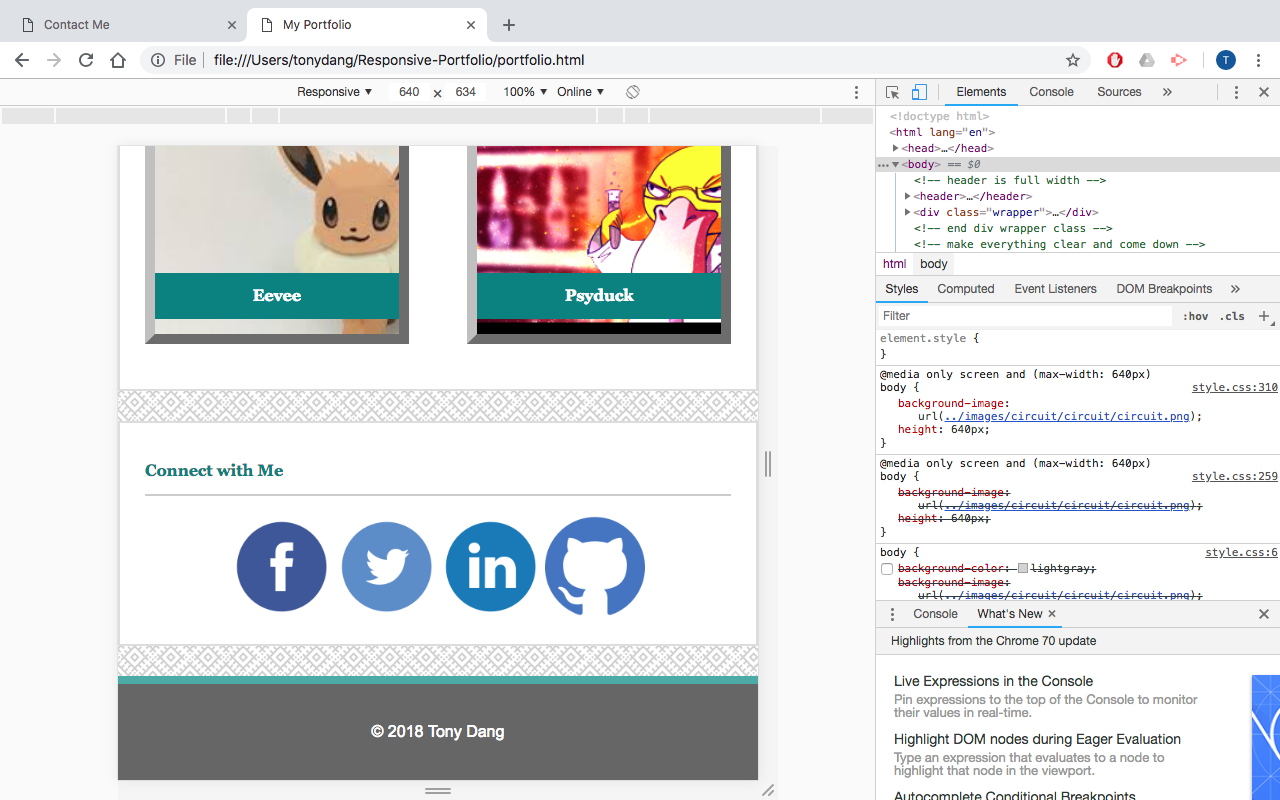 Contact Me
My Portfolio
File
file:///Users/tonydang/Responsive-Portfolio/portfolio.html
T
Responsive ▼ 640 × 634 100% ▼ Online ▼
Eevee
Psyduck
Connect with Me
f
in
© 2018 Tony Dang
Elements Console Sources »
<!doctype html>
<html lang="en">
<head>…</head>
… <body> == $0
<!-- header is full width -->
<header>…</header>
<div class="wrapper">…</div>
<!-- end div wrapper class -->
<!-- make everything clear and come down -->
html body
Styles Computed Event Listeners DOM Breakpoints »
Filter :hov .cls +
element.style {
}
@media only screen and (max-width: 640px)
body { style.css:310
background-image:
url(../images/circuit/circuit/circuit.png);
height: 640px;
}
@media only screen and (max-width: 640px)
body { style.css:259
background-image:
url(../images/circuit/circuit/circuit.png);
height: 640px;
}
body { style.css:6
background-color: lightgray;
background-image:
url(../images/circuit/circuit/circuit.png);
Console What's New ×
Highlights from the Chrome 70 update
Live Expressions in the Console
Pin expressions to the top of the Console to monitor
their values in real-time.
Highlight DOM nodes during Eager Evaluation
Type an expression that evaluates to a node to
highlight that node in the viewport.
Autocomplete Conditional Breakpoints